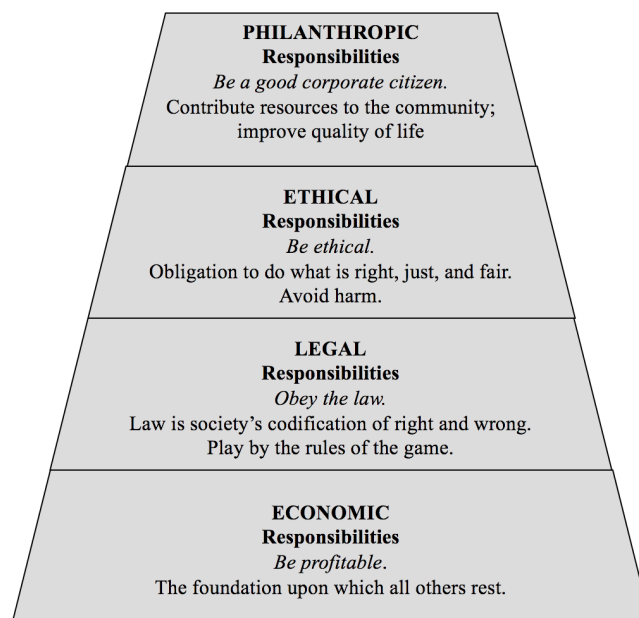 PHILANTHROPIC
Responsibilities
Be a good corporate citizen.
Contribute resources to the community;
improve quality of life
ETHICAL
Responsibilities
Be ethical.
Obligation to do what is right, just, and fair.
Avoid harm.
LEGAL
Responsibilities
Obey the law.
Law is society’s codification of right and wrong.
Play by the rules of the game.
ECONOMIC
Responsibilities
Be profitable.
The foundation upon which all others rest.